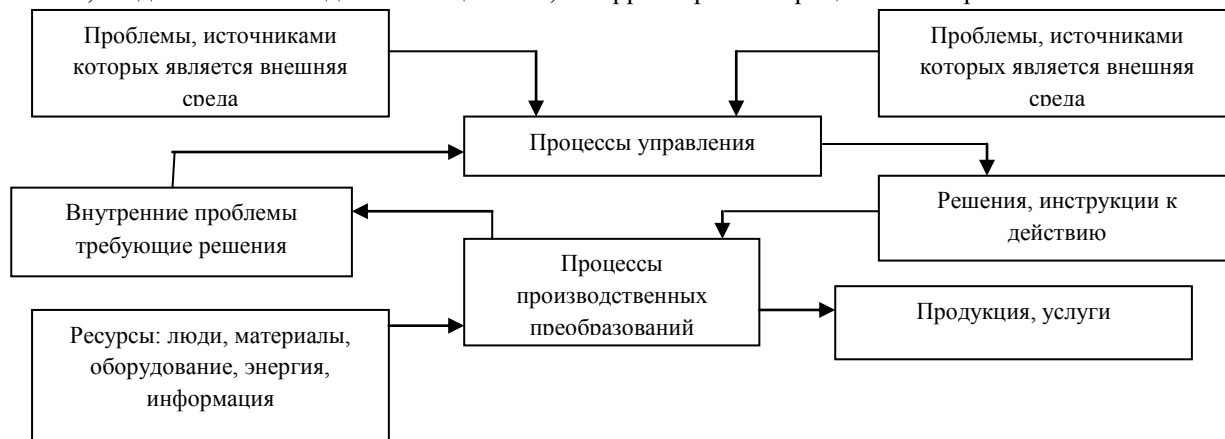 Проблемы, источниками
которых является внешняя
среда
Проблемы, источниками
которых является внешняя
среда
Процессы управления
Внутренние проблемы
требующие решения
Решения, инструкции к
действию
Процессы
производственных
преобразований
Ресурсы: люди, материалы,
оборудование, энергия,
информация
Продукция, услуги